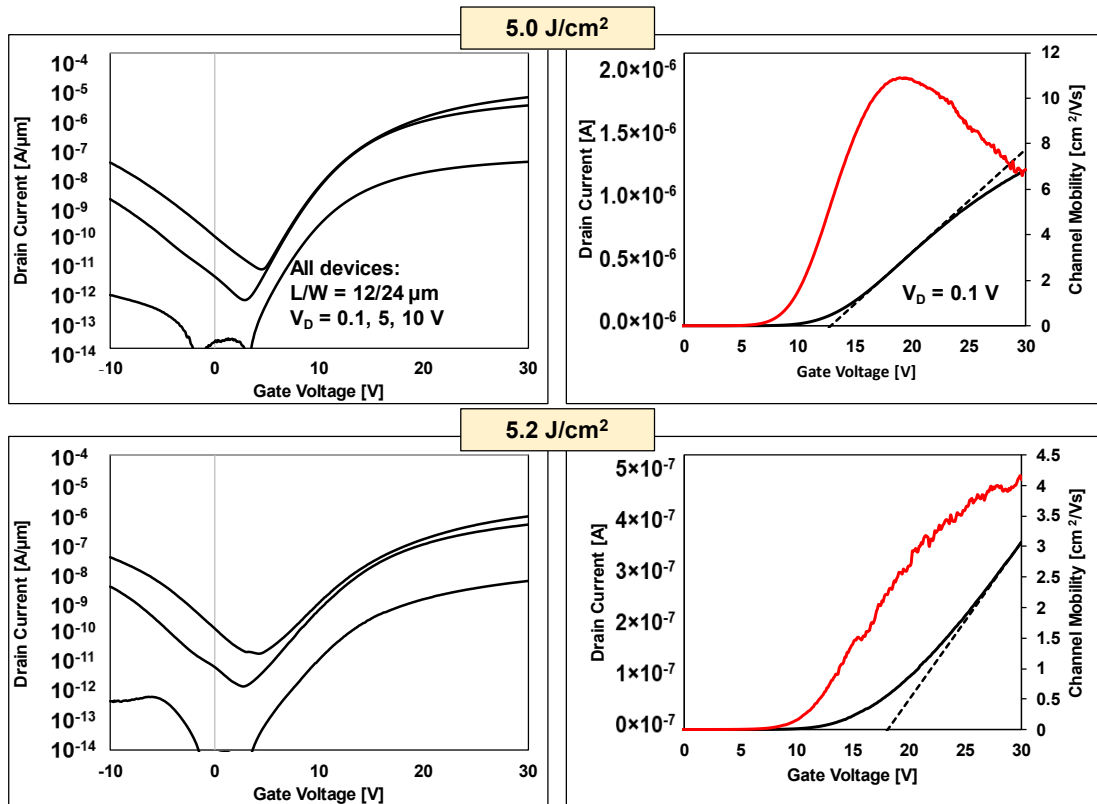 5.0 J/cm²
Drain Current [A/µm]
10⁻⁴
10⁻⁵
10⁻⁶
10⁻⁷
10⁻⁸
10⁻⁹
10⁻¹⁰
10⁻¹¹
10⁻¹²
10⁻¹³
10⁻¹⁴
All devices:
L/W = 12/24 µm
V_D = 0.1, 5, 10 V
-10 0 10 20 30
Gate Voltage [V]
Drain Current [A]
2.0×10⁻⁶
1.5×10⁻⁶
1.0×10⁻⁶
0.5×10⁻⁶
0.0×10⁻⁶
V_D = 0.1 V
12
10
8
6
4
2
0
Channel Mobility [cm²/Vs]
0 5 10 15 20 25 30
Gate Voltage [V]
5.2 J/cm²
Drain Current [A/µm]
10⁻⁴
10⁻⁵
10⁻⁶
10⁻⁷
10⁻⁸
10⁻⁹
10⁻¹⁰
10⁻¹¹
10⁻¹²
10⁻¹³
10⁻¹⁴
-10 0 10 20 30
Gate Voltage [V]
Drain Current [A]
5×10⁻⁷
4×10⁻⁷
3×10⁻⁷
2×10⁻⁷
1×10⁻⁷
0×10⁻⁷
4.5
4
3.5
3
2.5
2
1.5
1
0.5
0
Channel Mobility [cm²/Vs]
0 5 10 15 20 25 30
Gate Voltage [V]